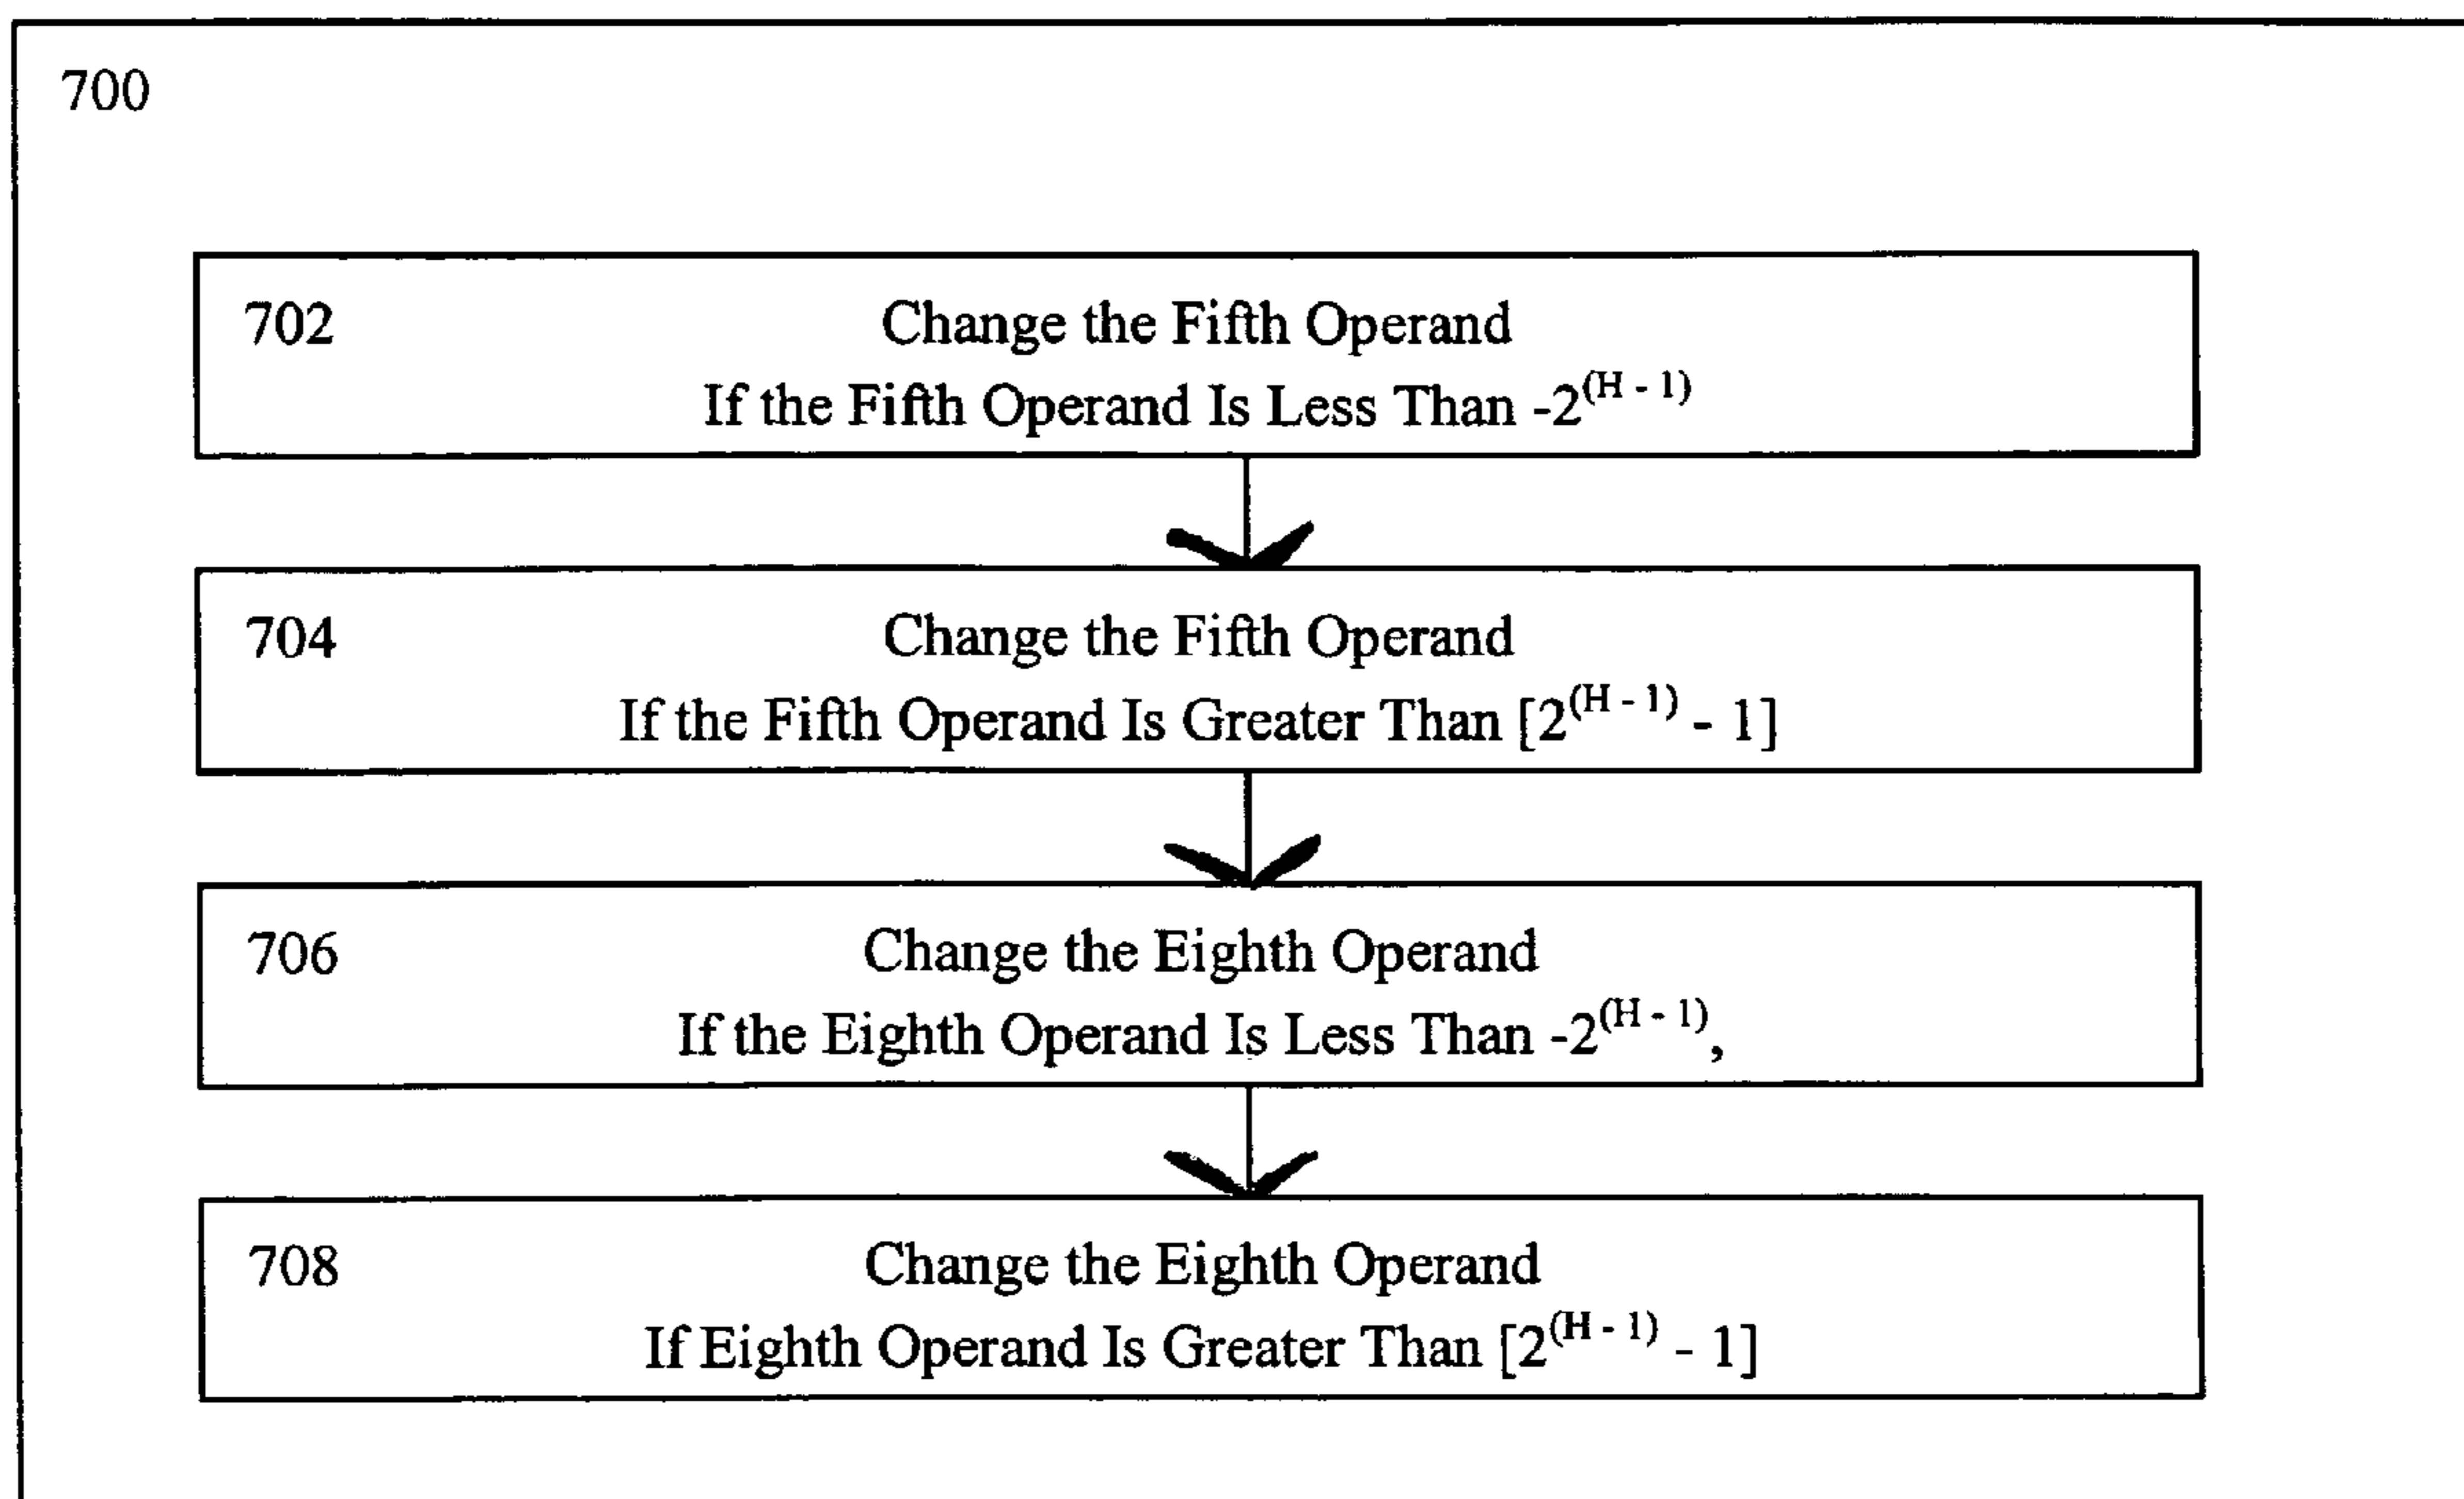 700
702 Change the Fifth Operand
If the Fifth Operand Is Less Than -2^(H - 1)
704 Change the Fifth Operand
If the Fifth Operand Is Greater Than [2^(H - 1) - 1]
706 Change the Eighth Operand
If the Eighth Operand Is Less Than -2^(H - 1),
708 Change the Eighth Operand
If Eighth Operand Is Greater Than [2^(H - 1) - 1]